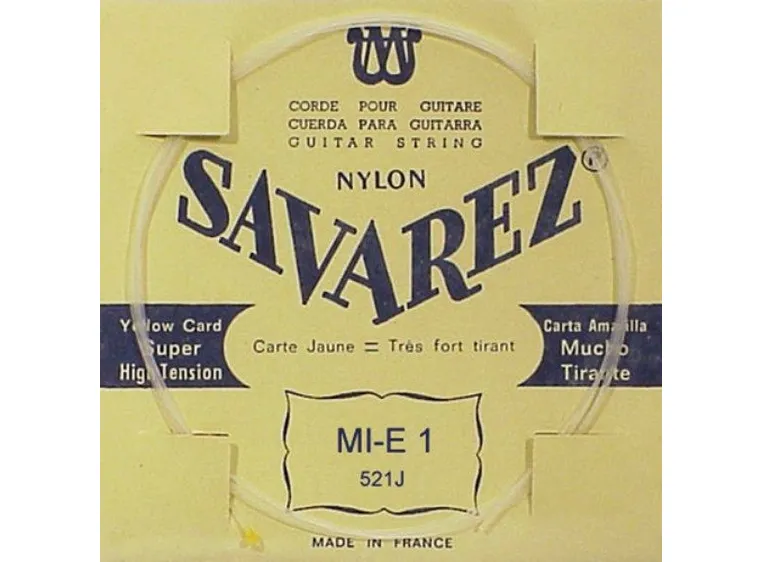 CORDE POUR GUITARE
CUERDA PARA GUITARRA
GUITAR STRING
NYLON
SAVAREZ®
Yellow Card
Super
High Tension
Carte Jaune = Très fort tirant
Carta Amarilla
Mucho
Tirante
MI-E 1
521J
MADE IN FRANCE